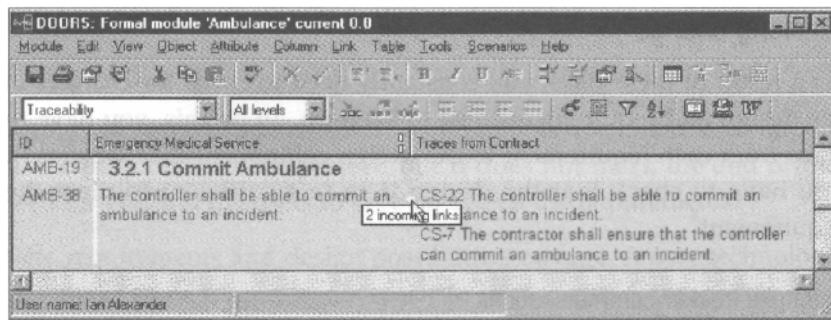 DOORS: Formal module 'Ambulance' current 0.0
Module Edit View Object Attribute Column Link Table Tools Scenarios Help
Traceability All levels
ID Emergency Medical Service Traces from Contract
AMB-19 3.2.1 Commit Ambulance
AMB-38 The controller shall be able to commit an CS-22 The controller shall be able to commit an
ambulance to an incident. 2 incoming links ance to an incident.
CS-7 The contractor shall ensure that the controller
can commit an ambulance to an incident.
User name: Ian Alexander